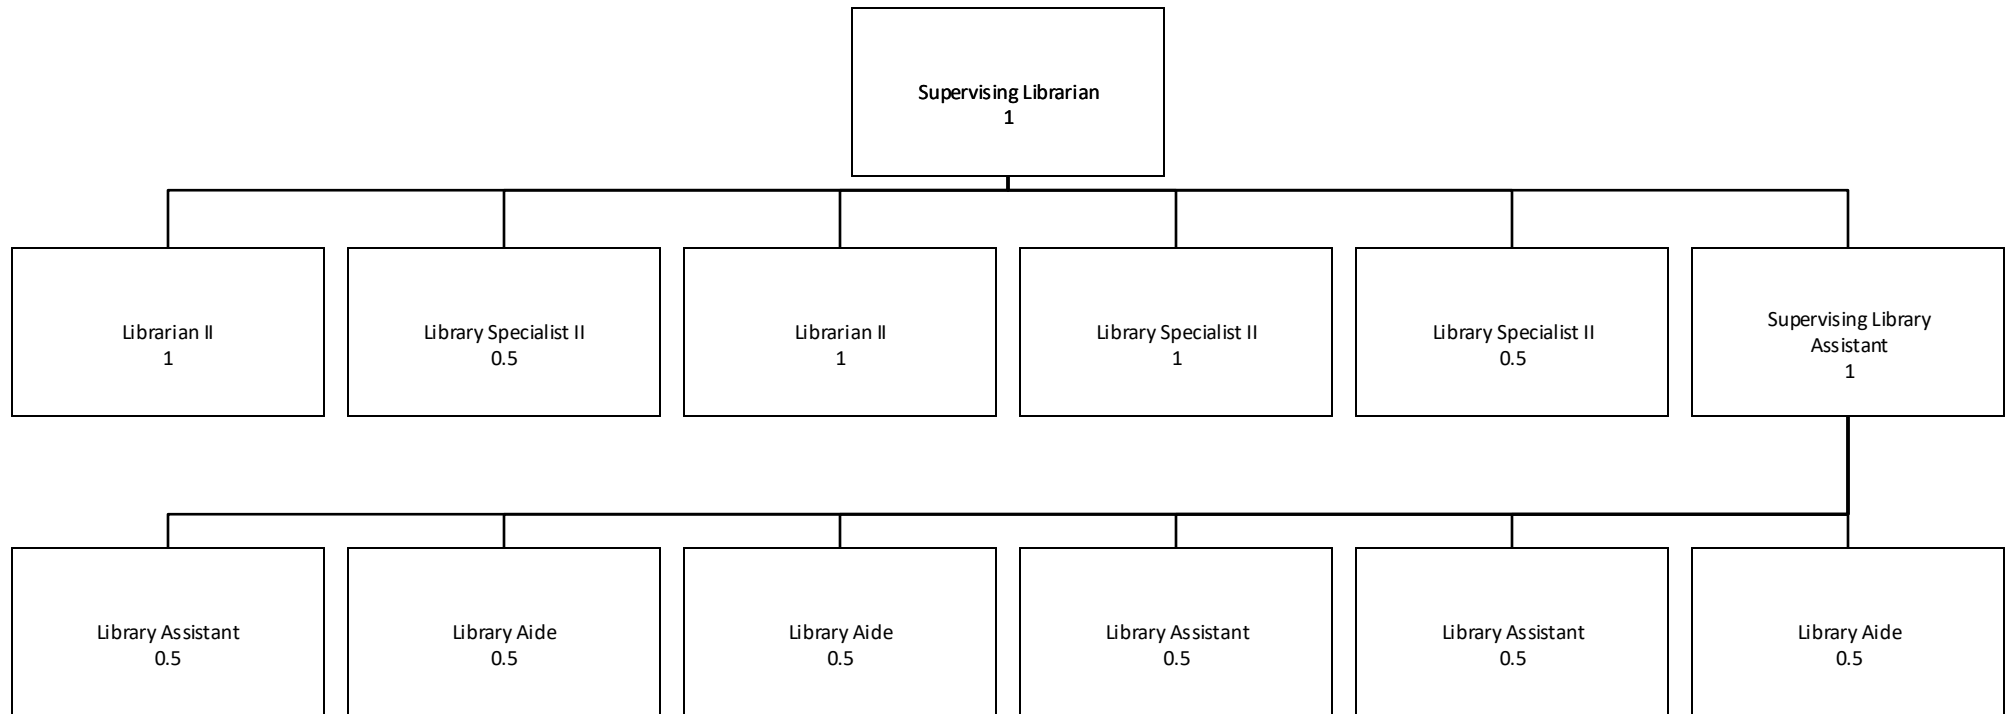 Supervising Librarian
1
Librarian II
1
Library Specialist II
0.5
Librarian II
1
Library Specialist II
1
Library Specialist II
0.5
Supervising Library
Assistant
1
Library Assistant
0.5
Library Aide
0.5
Library Aide
0.5
Library Assistant
0.5
Library Assistant
0.5
Library Aide
0.5